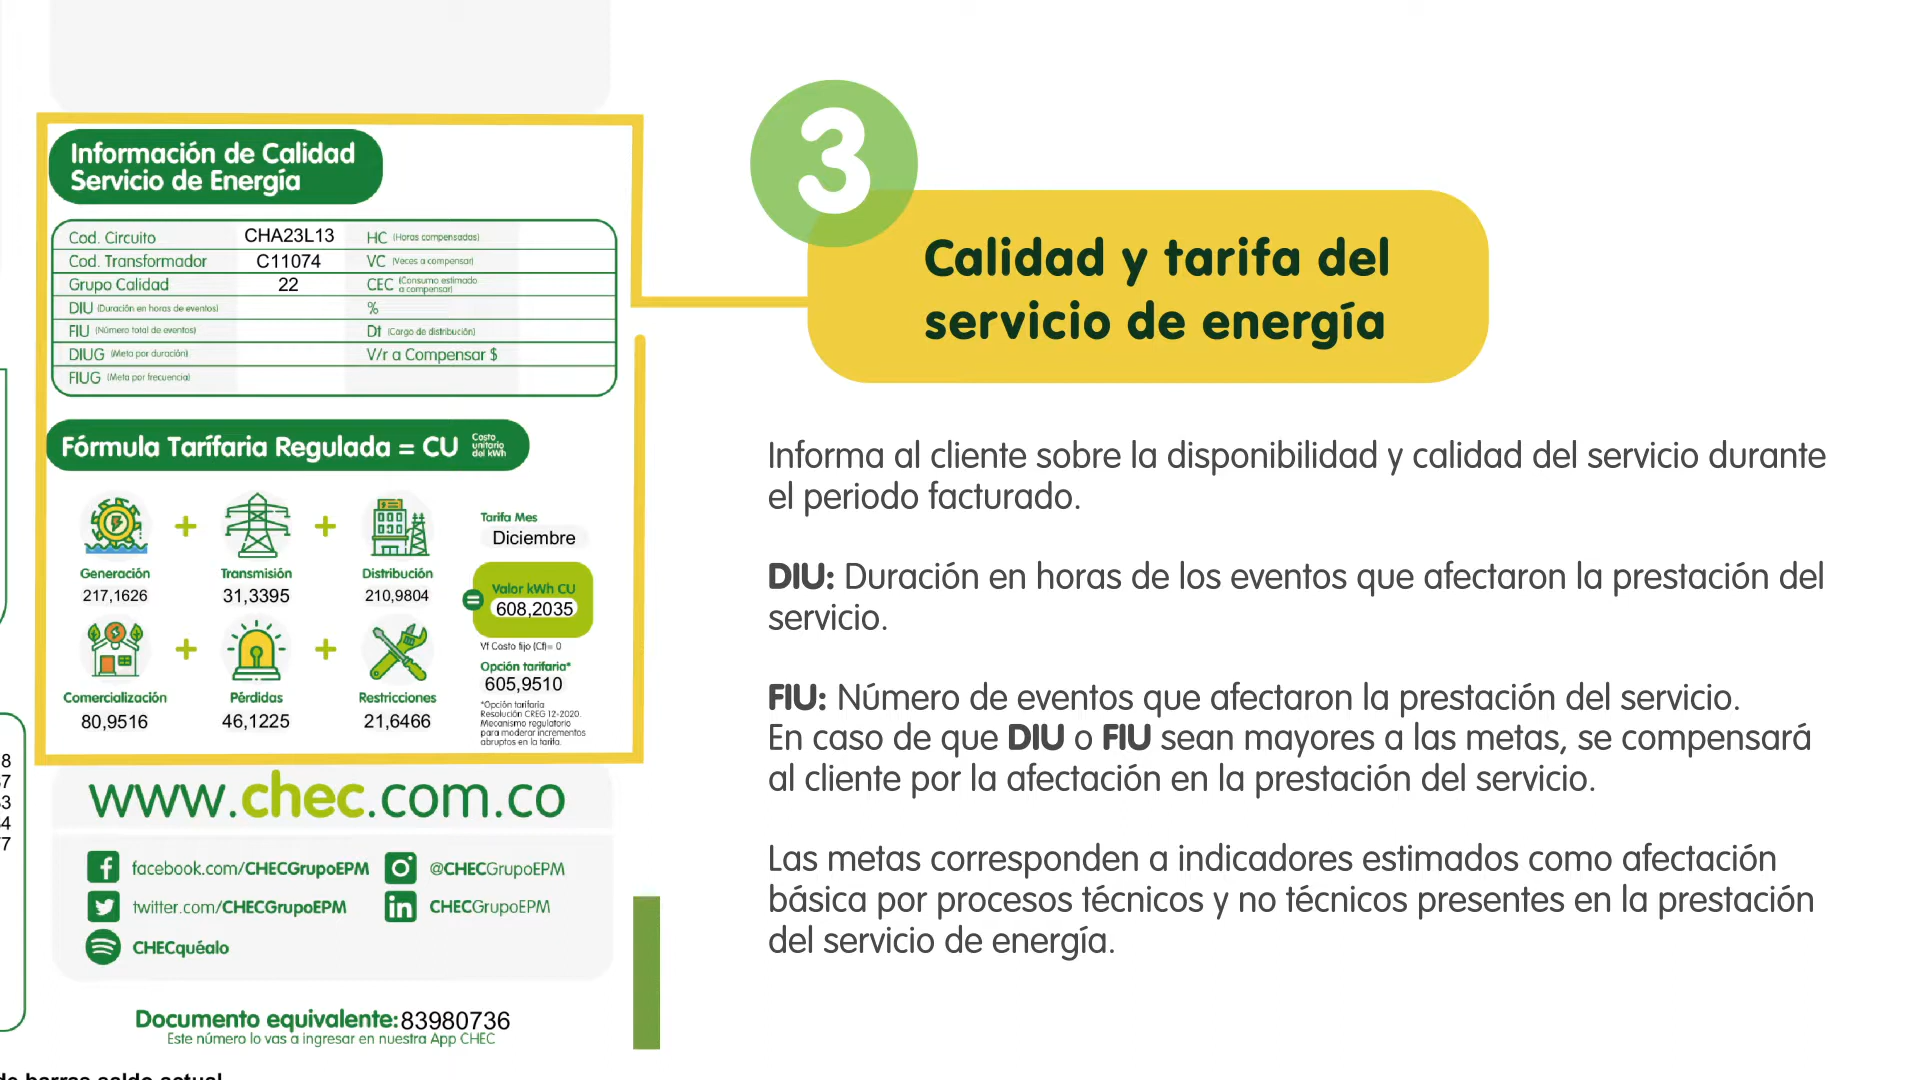 Información de Calidad
Servicio de Energía
Cod. Circuito CHA23L13 HC (Horas compensadas)
Cod. Transformador C11074 VC (Veces a compensar)
Grupo Calidad 22 CEC (Consumo estimado
a compensar)
DIU (Duración en horas de eventos) %
FIU (Número total de eventos) Dt (Cargo de distribución)
DIUG (Meta por duración) V/r a Compensar $
FIUG (Meta por frecuencia)
Fórmula Tarífaria Regulada = CU Costo
unitario
del kWh
Generación + Transmisión + Distribución
217,1626 31,3395 210,9804
Comercialización + Pérdidas + Restricciones
80,9516 46,1225 21,6466
Tarifa Mes
Diciembre
= Valor kWh CU
608,2035
Vf Costo fijo (Cf)= 0
Opción tarifaria*
605,9510
*Opción tarifaria
Resolución CREG 12-2020.
Mecanismo regulatorio
para moderar incrementos
abruptos en la tarifa.
www.chec.com.co
facebook.com/CHECGrupoEPM @CHECGrupoEPM
twitter.com/CHECGrupoEPM CHECGrupoEPM
CHECquéalo
Documento equivalente:83980736
Este número lo vas a ingresar en nuestra App CHEC
3
Calidad y tarifa del
servicio de energía
Informa al cliente sobre la disponibilidad y calidad del servicio durante
el periodo facturado.
DIU: Duración en horas de los eventos que afectaron la prestación del
servicio.
FIU: Número de eventos que afectaron la prestación del servicio.
En caso de que DIU o FIU sean mayores a las metas, se compensará
al cliente por la afectación en la prestación del servicio.
Las metas corresponden a indicadores estimados como afectación
básica por procesos técnicos y no técnicos presentes en la prestación
del servicio de energía.